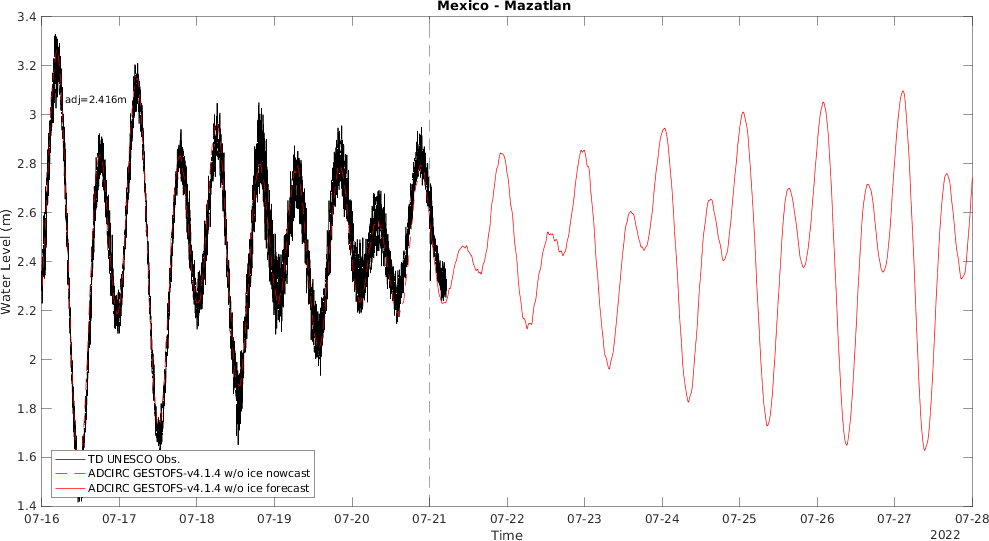 Mexico - Mazatlan
3.4
3.2
3
2.8
2.6
2.4
2.2
2
1.8
1.6
1.4
Water Level (m)
adj=2.416m
TD UNESCO Obs.
ADCIRC GESTOFS-v4.1.4 w/o ice nowcast
ADCIRC GESTOFS-v4.1.4 w/o ice forecast
07-16 07-17 07-18 07-19 07-20 07-21 07-22 07-23 07-24 07-25 07-26 07-27 07-28
Time
2022